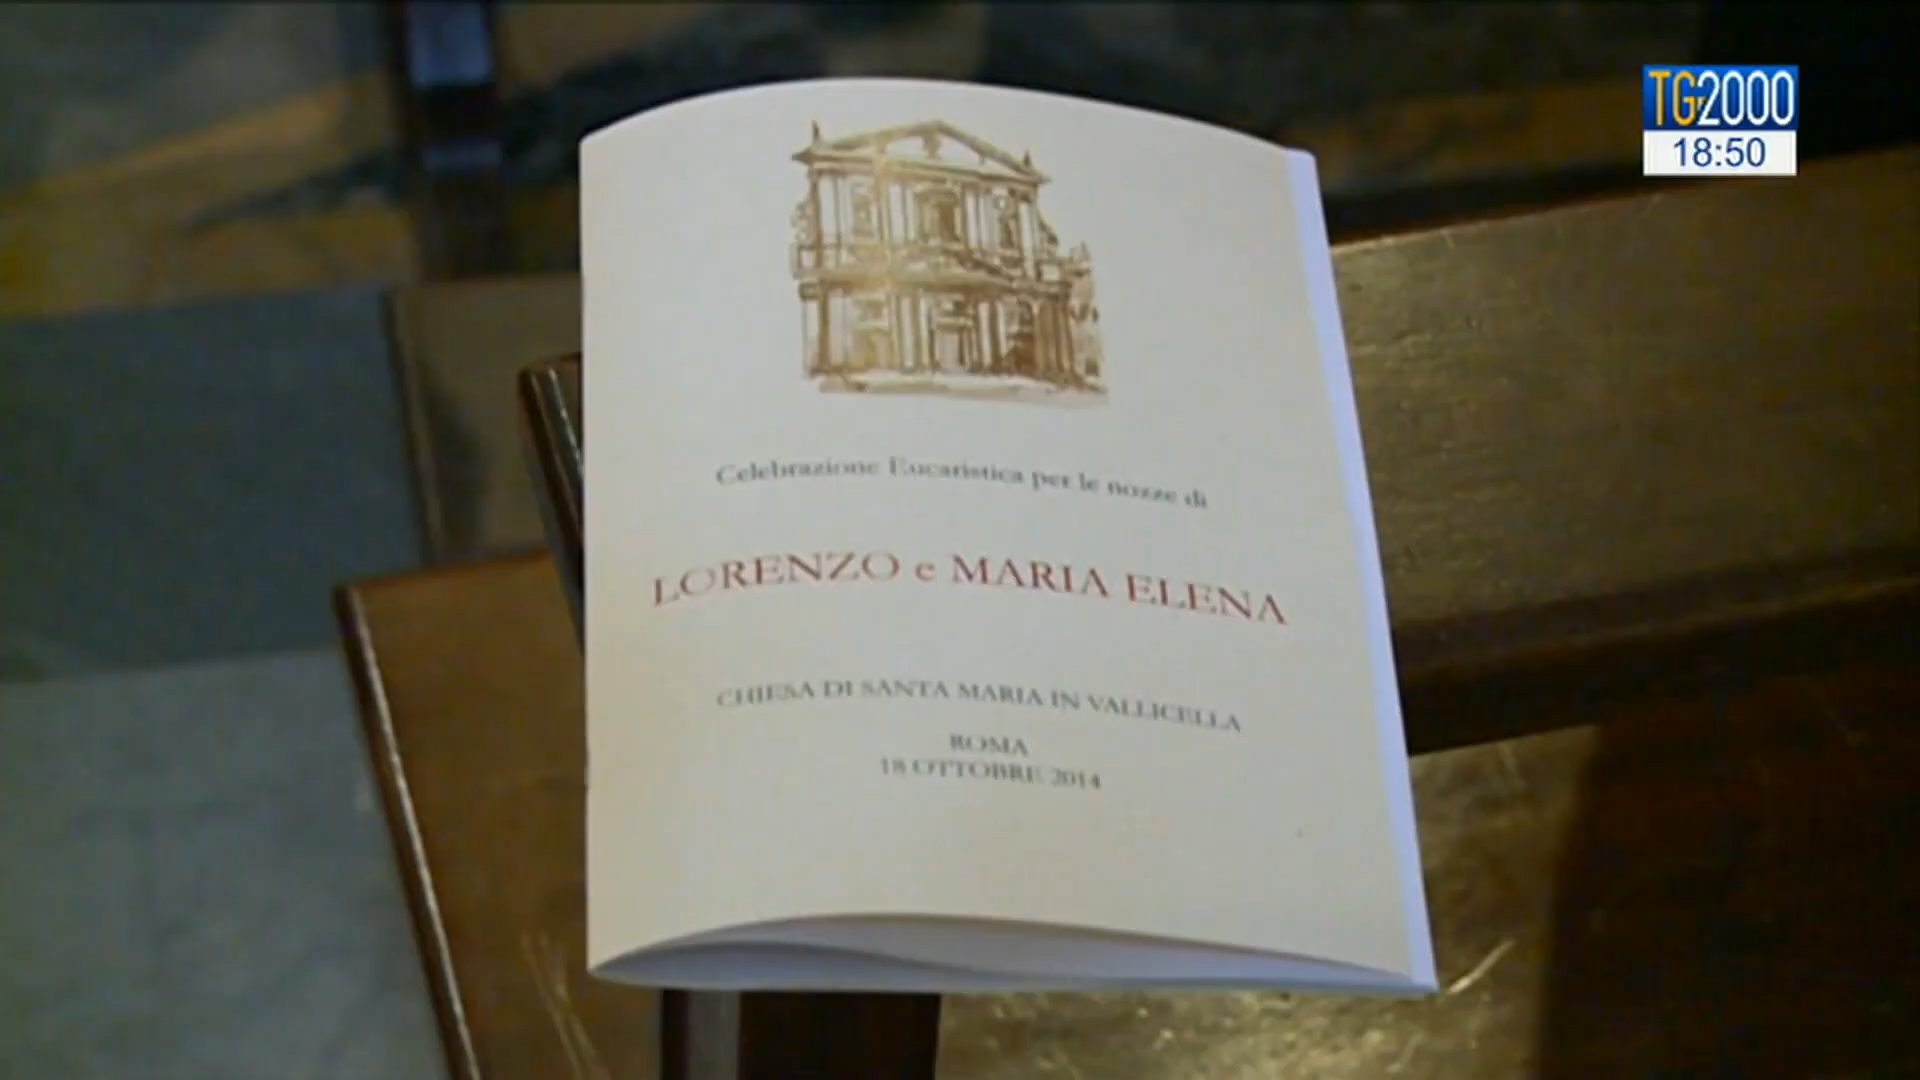 TG2000
18:50
Celebrazione Eucaristica per le nozze di
LORENZO e MARIA ELENA
CHIESA DI SANTA MARIA IN VALLICELLA
ROMA
18 OTTOBRE 2014